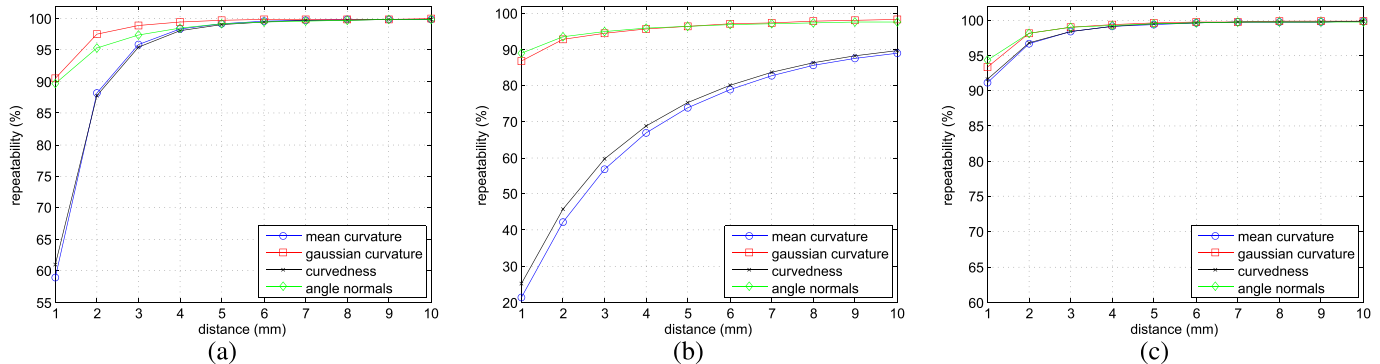 100
95
90
85
80
75
70
65
60
55
repeatability (%)
1 2 3 4 5 6 7 8 9 10
distance (mm)
mean curvature
gaussian curvature
curvedness
angle normals
(a)
100
90
80
70
60
50
40
30
20
repeatability (%)
1 2 3 4 5 6 7 8 9 10
distance (mm)
mean curvature
gaussian curvature
curvedness
angle normals
(b)
100
95
90
85
80
75
70
65
60
repeatability (%)
1 2 3 4 5 6 7 8 9 10
distance (mm)
mean curvature
gaussian curvature
curvedness
angle normals
(c)